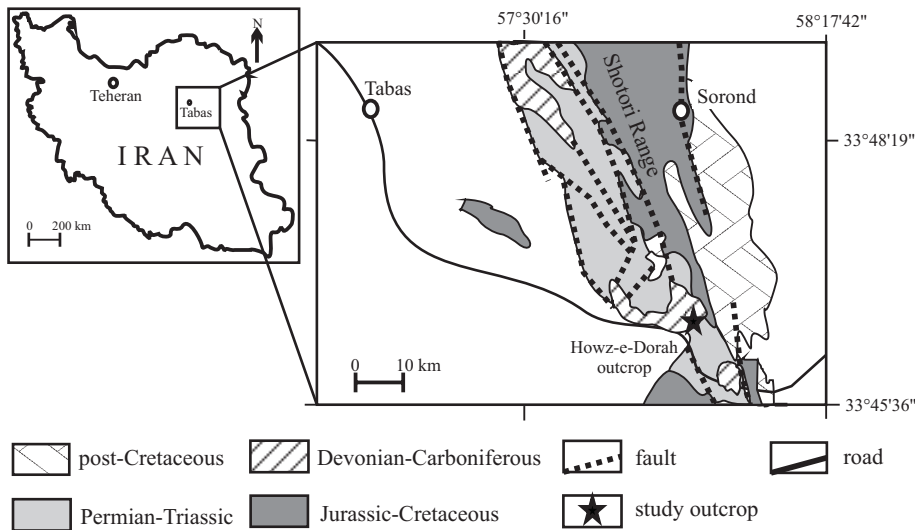 57°30'16"
58°17'42"
N
Teheran
Tabas
IRAN
0 200 km
Tabas
Shotori Range
Sorond
33°48'19"
Howz-e-Dorah
outcrop
0 10 km
33°45'36"
post-Cretaceous
Devonian-Carboniferous
fault
road
Permian-Triassic
Jurassic-Cretaceous
study outcrop